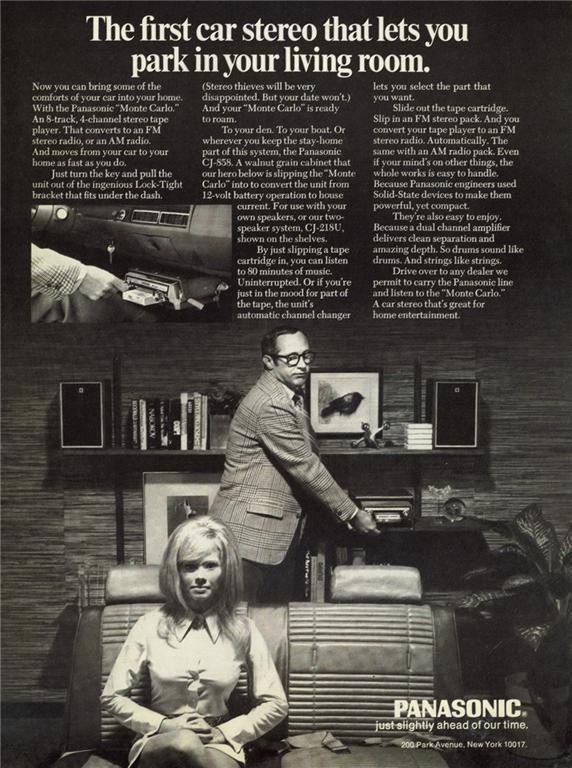 The first car stereo that lets you
park in your living room.
Now you can bring some of the
comforts of your car into your home.
With the Panasonic "Monte Carlo."
An 8-track, 4-channel stereo tape
player. That converts to an FM
stereo radio, or an AM radio.
And moves from your car to your
home as fast as you do.
Just turn the key and pull the
unit out of the ingenious Lock-Tight
bracket that fits under the dash.
(Stereo thieves will be very
disappointed. But your date won't.)
And your "Monte Carlo" is ready
to roam.
To your den. To your boat. Or
wherever you keep the stay-home
part of this system, the Panasonic
CJ-858. A walnut grain cabinet that
our hero below is slipping the "Monte
Carlo" into to convert the unit from
12-volt battery operation to house
current. For use with your
own speakers, or our two-
speaker system, CJ-218U,
shown on the shelves.
By just slipping a tape
cartridge in, you can listen
to 80 minutes of music.
Uninterrupted. Or if you're
just in the mood for part of
the tape, the unit's
automatic channel changer
lets you select the part that
you want.
Slide out the tape cartridge.
Slip in an FM stereo pack. And you
convert your tape player to an FM
stereo radio. Automatically. The
same with an AM radio pack. Even
if your mind's on other things, the
whole works is easy to handle.
Because Panasonic engineers used
Solid-State devices to make them
powerful, yet compact.
They're also easy to enjoy.
Because a dual channel amplifier
delivers clean separation and
amazing depth. So drums sound like
drums. And strings like strings.
Drive over to any dealer we
permit to carry the Panasonic line
and listen to the "Monte Carlo."
A car stereo that's great for
home entertainment.
PANASONIC®
just slightly ahead of our time.
200 Park Avenue, New York 10017.